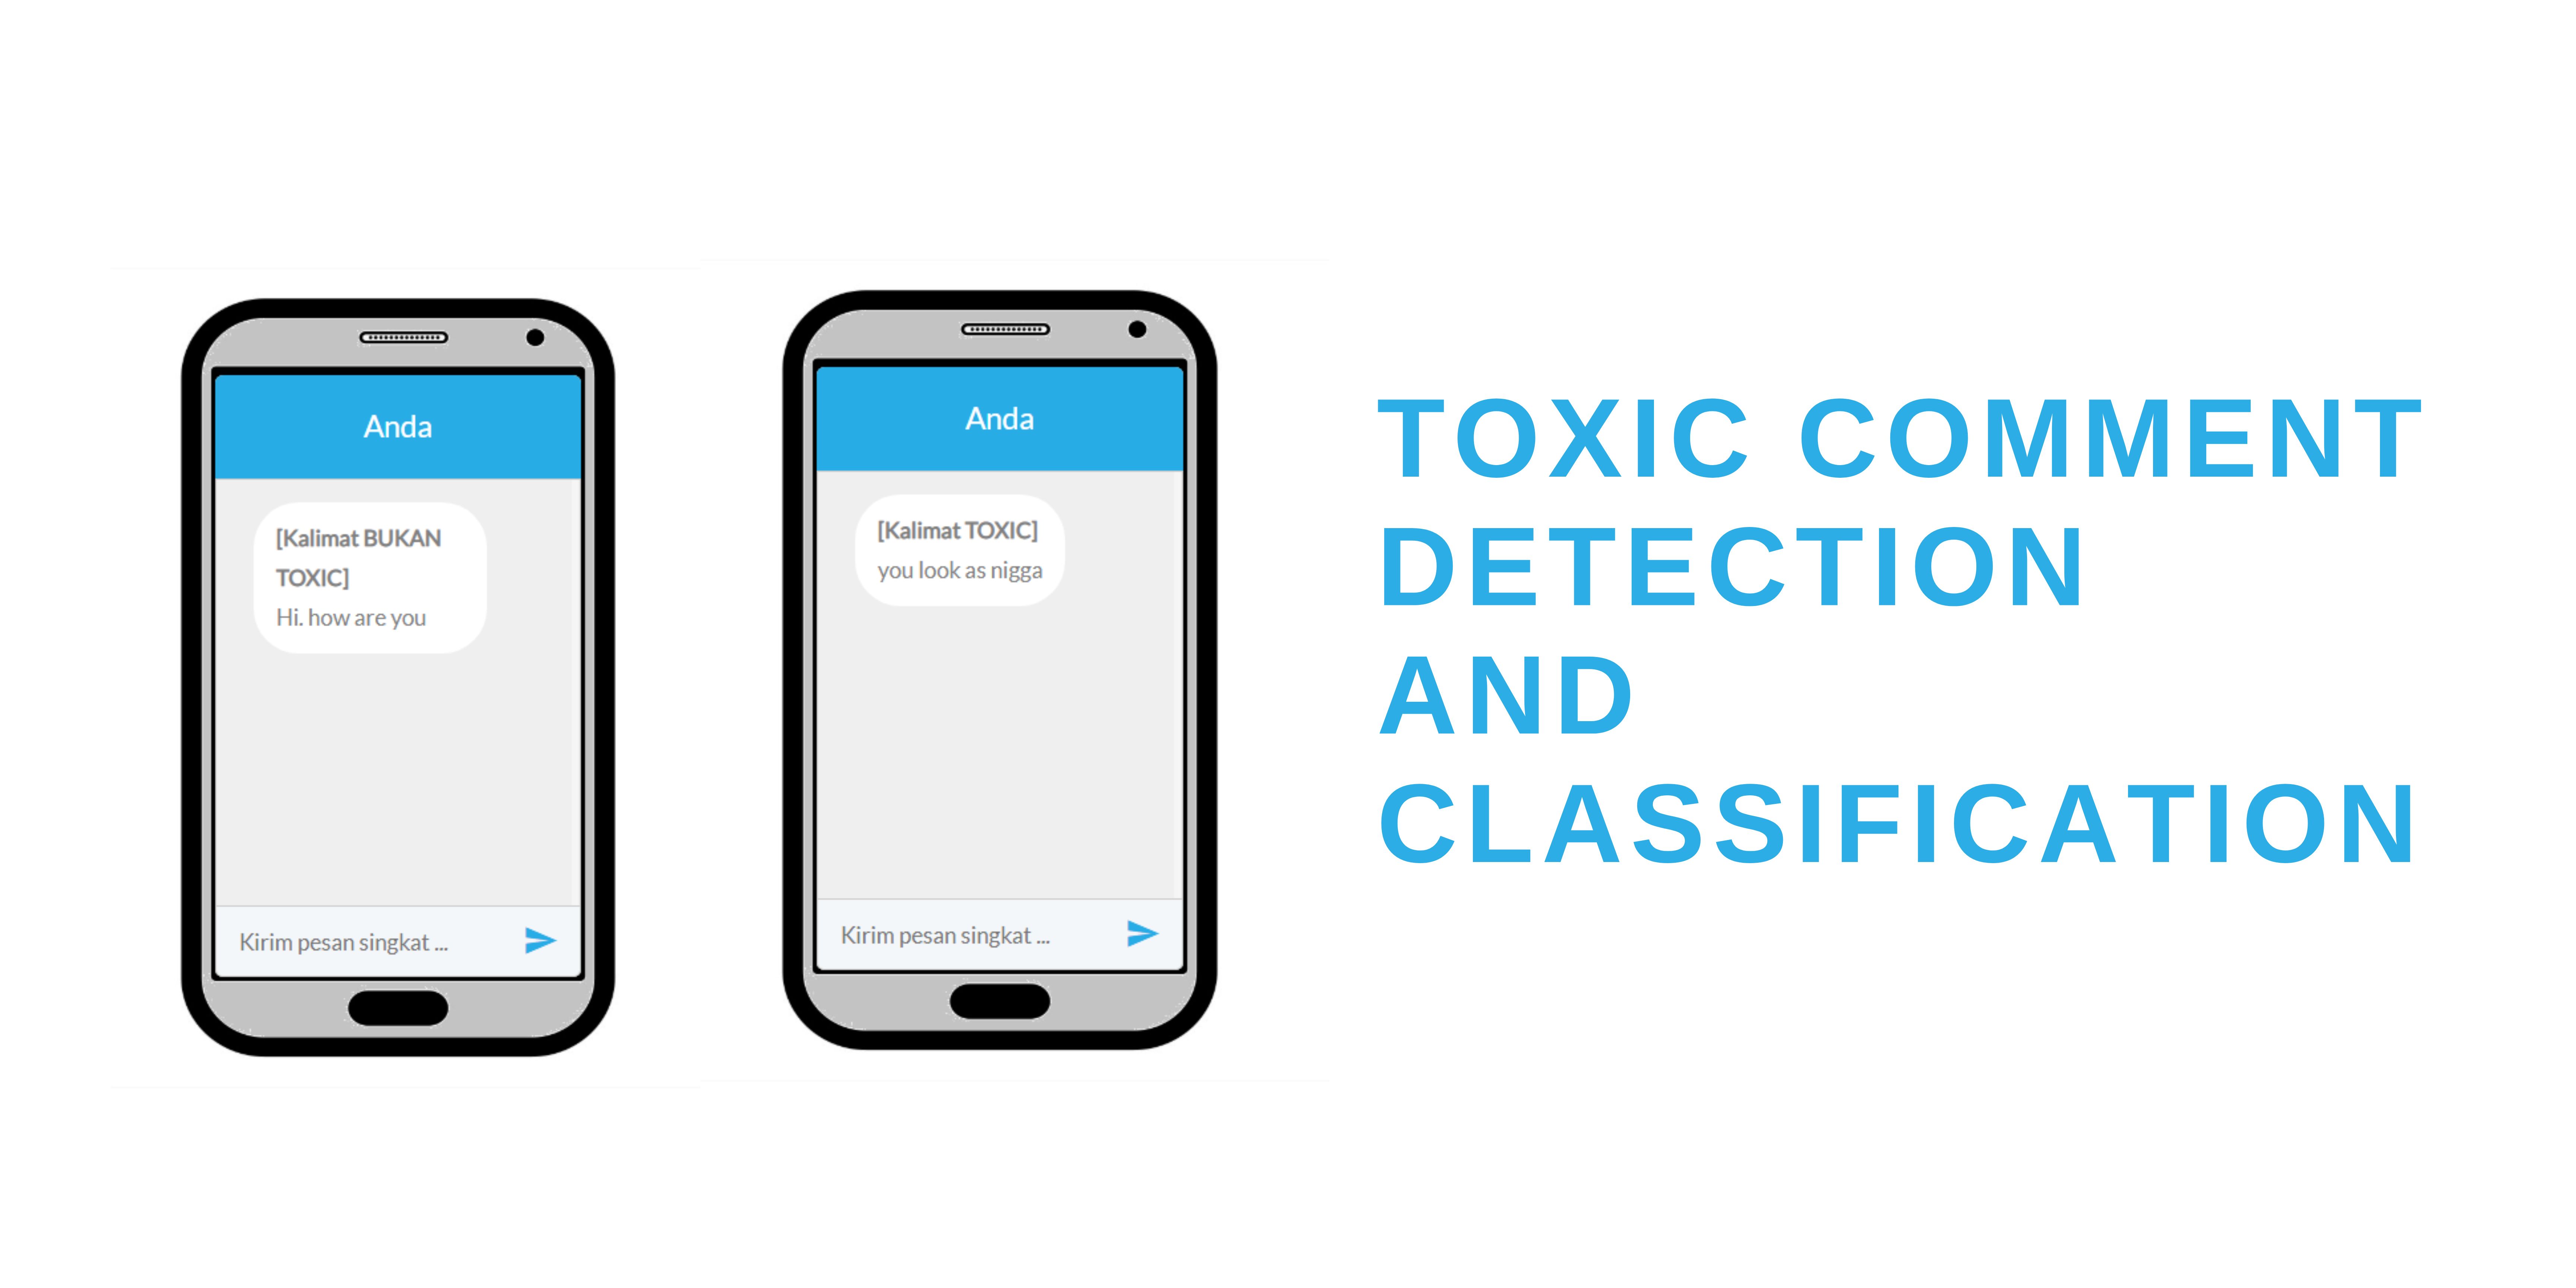 Anda
[Kalimat BUKAN
TOXIC]
Hi. how are you
Kirim pesan singkat ...
Anda
[Kalimat TOXIC]
you look as nigga
Kirim pesan singkat ...
TOXIC COMMENT
DETECTION
AND
CLASSIFICATION